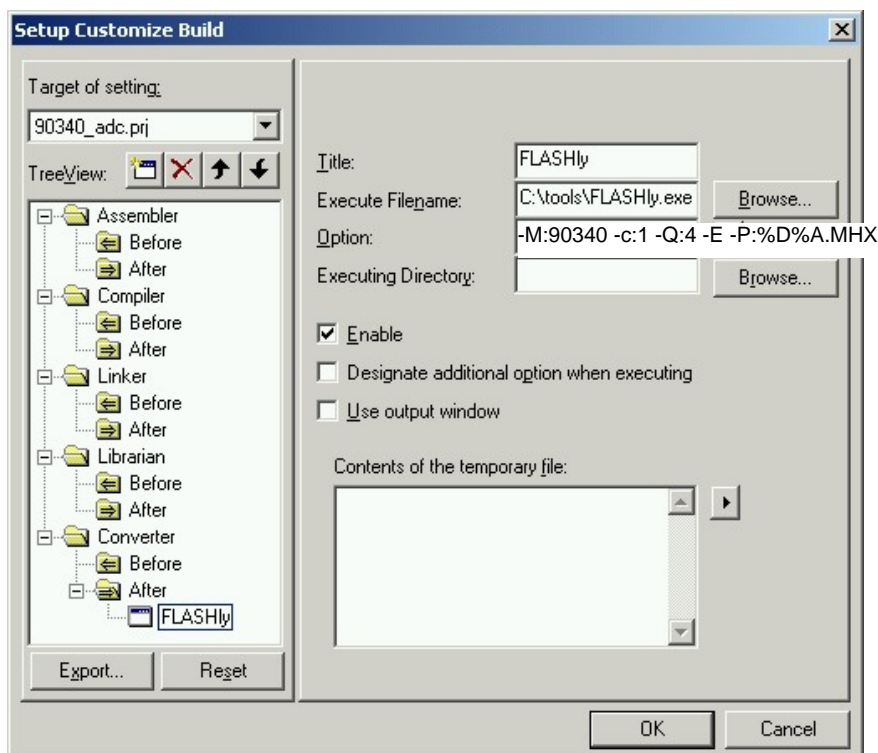 Setup Customize Build
Target of setting:
90340_adc.prj
TreeView:
Assembler
Before
After
Compiler
Before
After
Linker
Before
After
Librarian
Before
After
Converter
Before
After
FLASHly
Export...
Reset
Title:
FLASHly
Execute Filename:
C:\tools\FLASHly.exe
Browse...
Option:
-M:90340 -c:1 -Q:4 -E -P:%D%A.MHX
Executing Directory:
Browse...
Enable
Designate additional option when executing
Use output window
Contents of the temporary file:
OK
Cancel